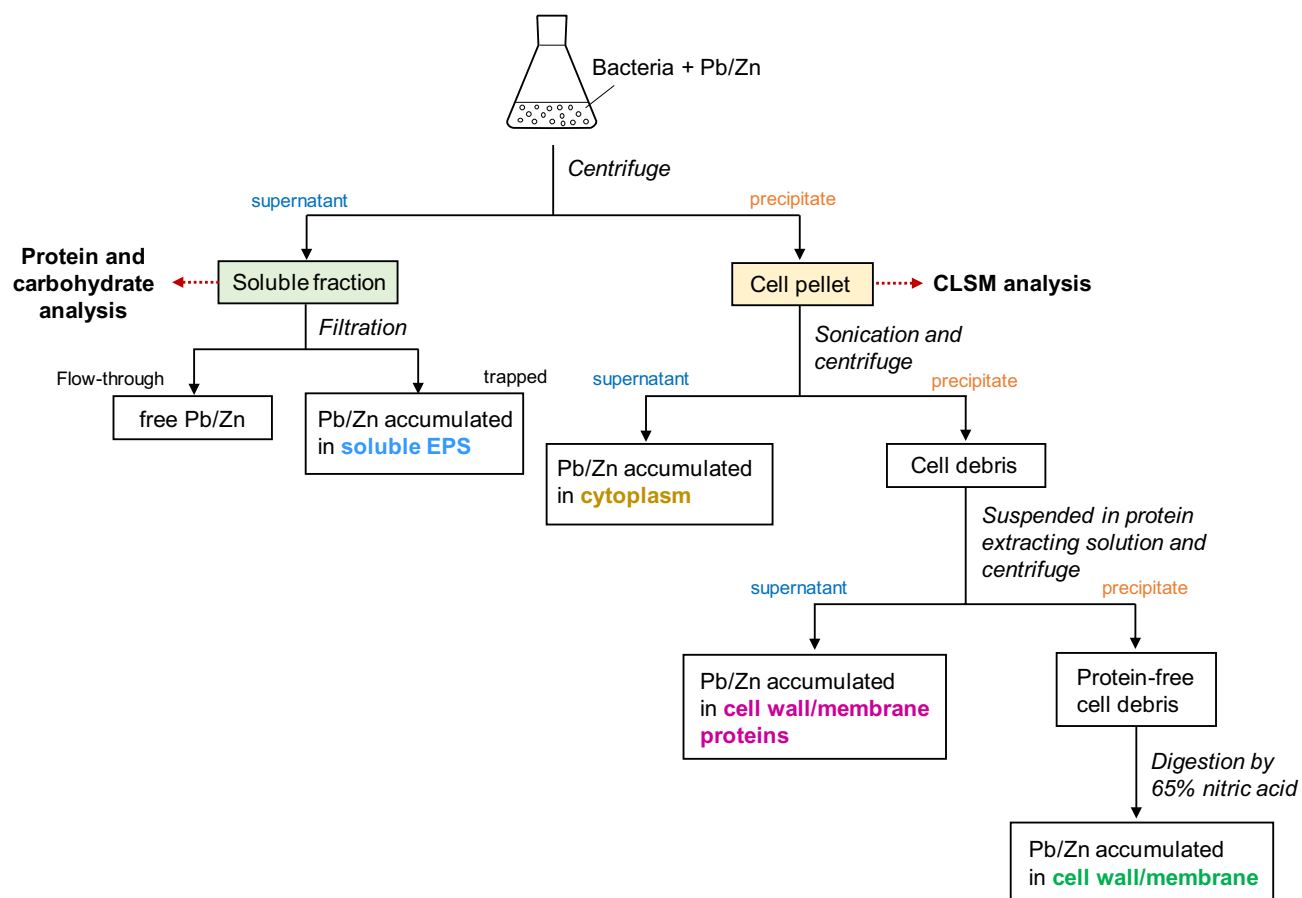 Bacteria + Pb/Zn
Centrifuge
supernatant
precipitate
Protein and
carbohydrate
analysis
Soluble fraction
Cell pellet
CLSM analysis
Filtration
Sonication and
centrifuge
Flow-through
trapped
supernatant
precipitate
free Pb/Zn
Pb/Zn accumulated
in soluble EPS
Pb/Zn accumulated
in cytoplasm
Cell debris
Suspended in protein
extracting solution and
centrifuge
supernatant
precipitate
Pb/Zn accumulated
in cell wall/membrane
proteins
Protein-free
cell debris
Digestion by
65% nitric acid
Pb/Zn accumulated
in cell wall/membrane